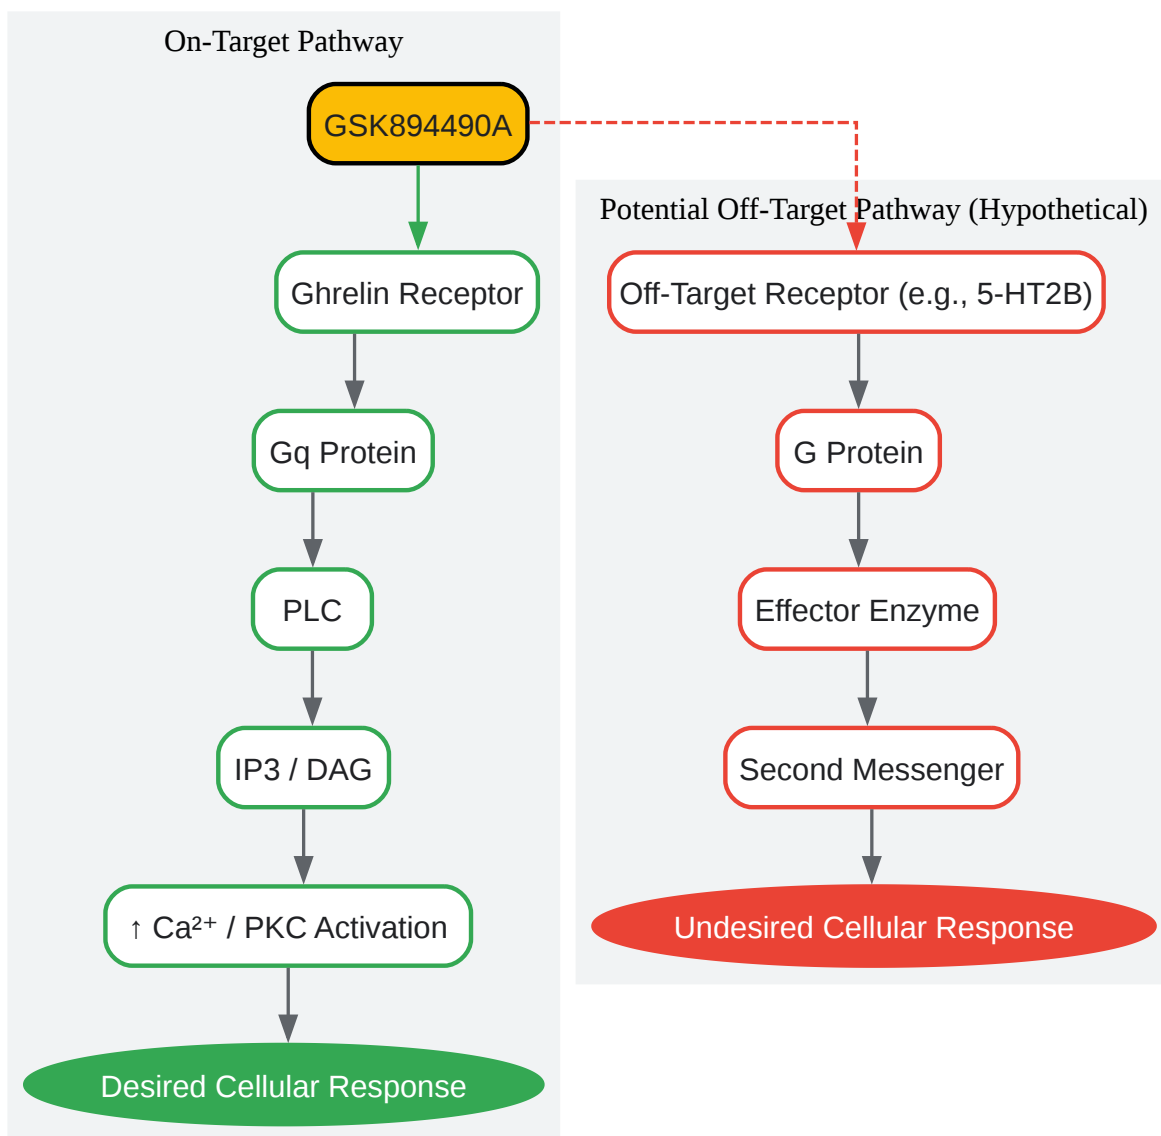 On-Target Pathway
GSK894490A
Ghrelin Receptor
Gq Protein
PLC
IP3 / DAG
↑ Ca²⁺ / PKC Activation
Desired Cellular Response
Potential Off-Target Pathway (Hypothetical)
Off-Target Receptor (e.g., 5-HT2B)
G Protein
Effector Enzyme
Second Messenger
Undesired Cellular Response